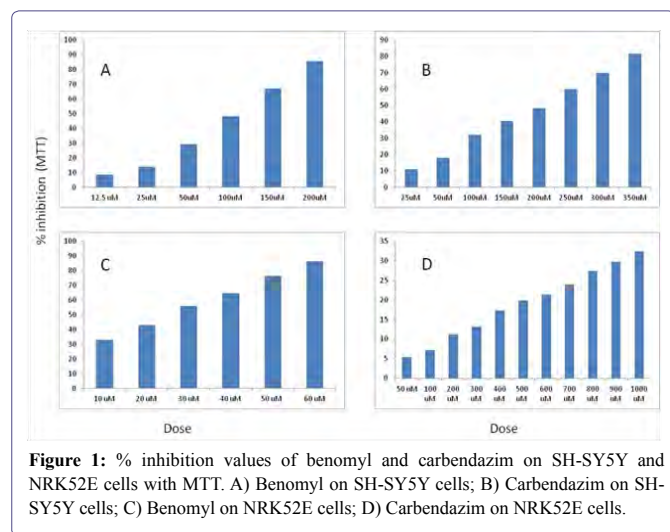 100
90
80
70
60
50
40
30
20
10
0
A
12.5 uM 25uM 50uM 100uM 150uM 200uM
90
80
70
60
50
40
30
20
10
0
B
25uM 50uM 100uM 150uM 200uM 250uM 300uM 350uM
% inhibition (MTT)
100
90
80
70
60
50
40
30
20
10
0
C
10 uM 20 uM 30 uM 40 uM 50 uM 60 uM
35
30
25
20
15
10
5
0
D
50 uM 100 200 300 400 500 600 700 800 900 1000
uM uM uM uM uM uM uM uM uM uM
Dose
Dose
Figure 1: % inhibition values of benomyl and carbendazim on SH-SY5Y and
NRK52E cells with MTT. A) Benomyl on SH-SY5Y cells; B) Carbendazim on SH-
SY5Y cells; C) Benomyl on NRK52E cells; D) Carbendazim on NRK52E cells.